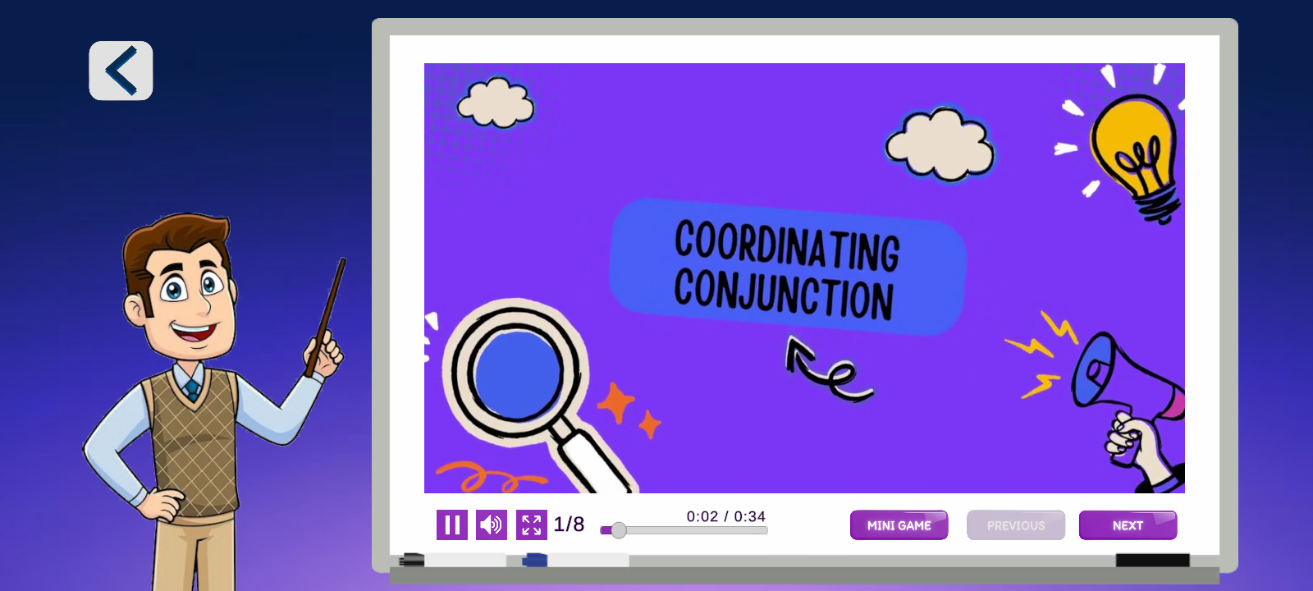 COORDINATING
CONJUNCTION
1/8
0:02 / 0:34
MINI GAME
PREVIOUS
NEXT